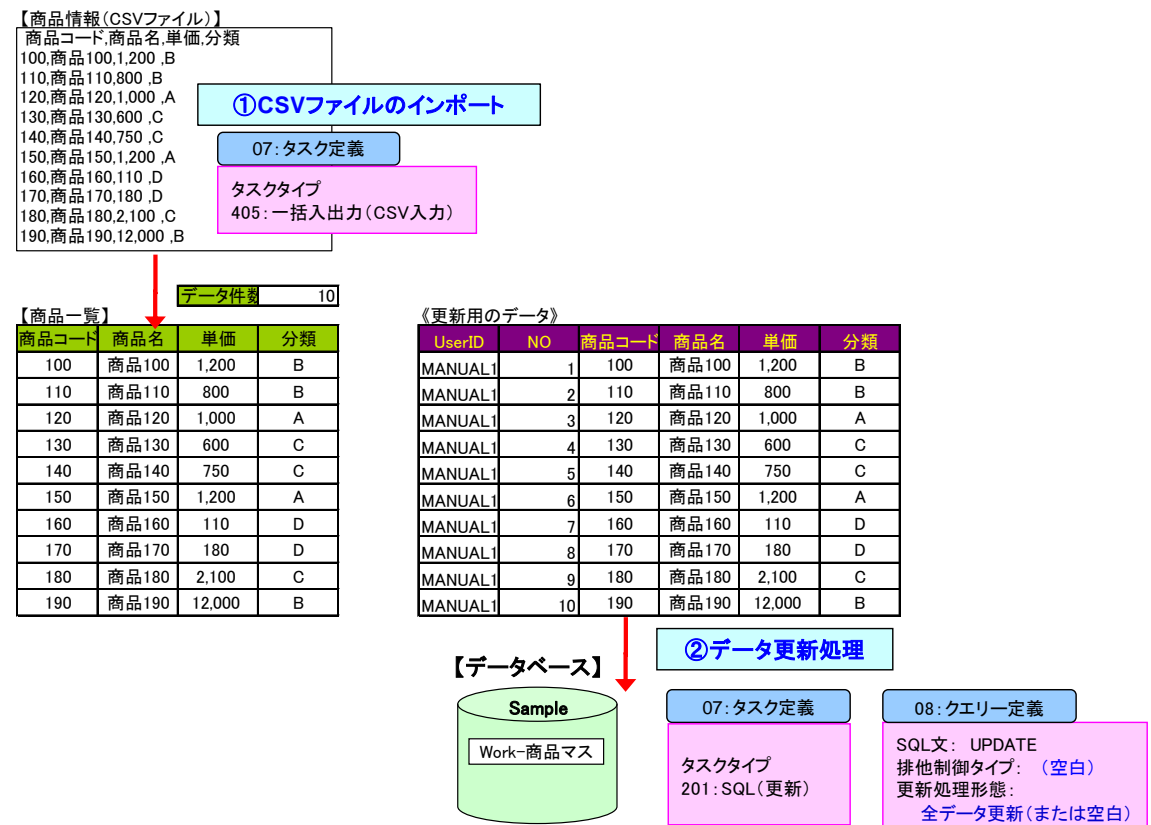 【商品情報(CSVファイル)】
商品コード,商品名,単価,分類
100,商品100,1,200 ,B
110,商品110,800 ,B
120,商品120,1,000 ,A
130,商品130,600 ,C
140,商品140,750 ,C
150,商品150,1,200 ,A
160,商品160,110 ,D
170,商品170,180 ,D
180,商品180,2,100 ,C
190,商品190,12,000 ,B
①CSVファイルのインポート
07:タスク定義
タスクタイプ
405:一括入出力(CSV入力)
データ件数 10
【商品一覧】
商品コード 商品名 単価 分類
100 商品100 1,200 B
110 商品110 800 B
120 商品120 1,000 A
130 商品130 600 C
140 商品140 750 C
150 商品150 1,200 A
160 商品160 110 D
170 商品170 180 D
180 商品180 2,100 C
190 商品190 12,000 B
《更新用のデータ》
UserID NO 商品コード 商品名 単価 分類
MANUAL1 1 100 商品100 1,200 B
MANUAL1 2 110 商品110 800 B
MANUAL1 3 120 商品120 1,000 A
MANUAL1 4 130 商品130 600 C
MANUAL1 5 140 商品140 750 C
MANUAL1 6 150 商品150 1,200 A
MANUAL1 7 160 商品160 110 D
MANUAL1 8 170 商品170 180 D
MANUAL1 9 180 商品180 2,100 C
MANUAL1 10 190 商品190 12,000 B
②データ更新処理
【データベース】
Sample
Work-商品マス
07:タスク定義
タスクタイプ
201:SQL(更新)
08:クエリー定義
SQL文: UPDATE
排他制御タイプ: (空白)
更新処理形態:
全データ更新(または空白)